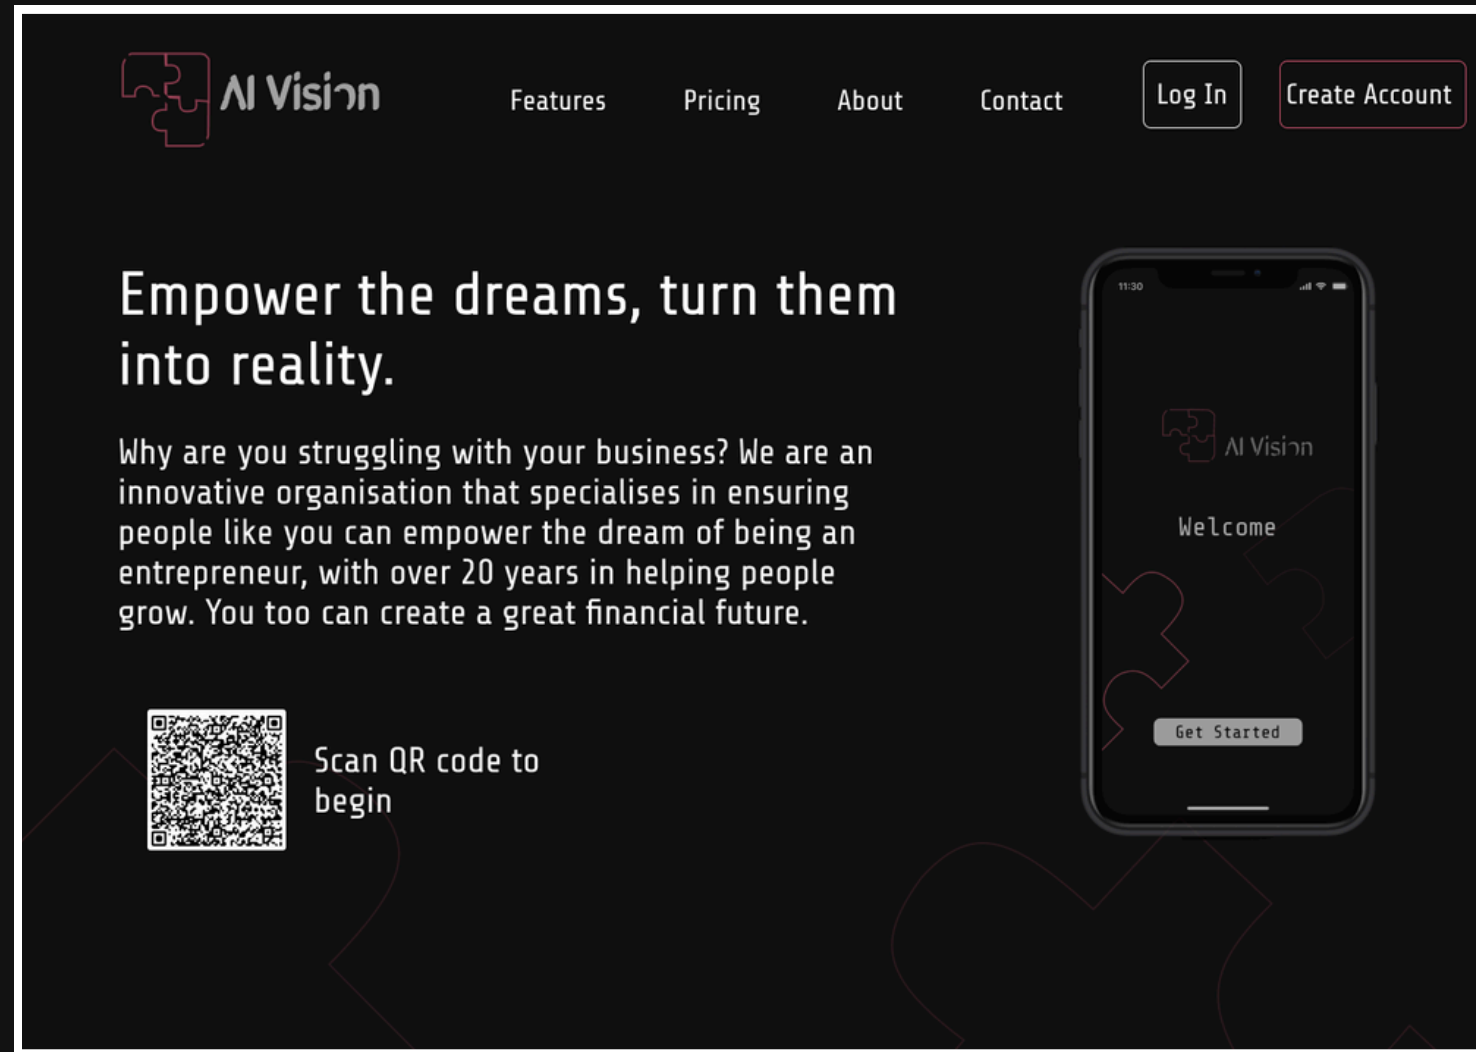 AI Vision
Features
Pricing
About
Contact
Log In
Create Account
Empower the dreams, turn them
into reality.
Why are you struggling with your business? We are an
innovative organisation that specialises in ensuring
people like you can empower the dream of being an
entrepreneur, with over 20 years in helping people
grow. You too can create a great financial future.
Scan QR code to
begin
11:30
AI Vision
Welcome
Get Started